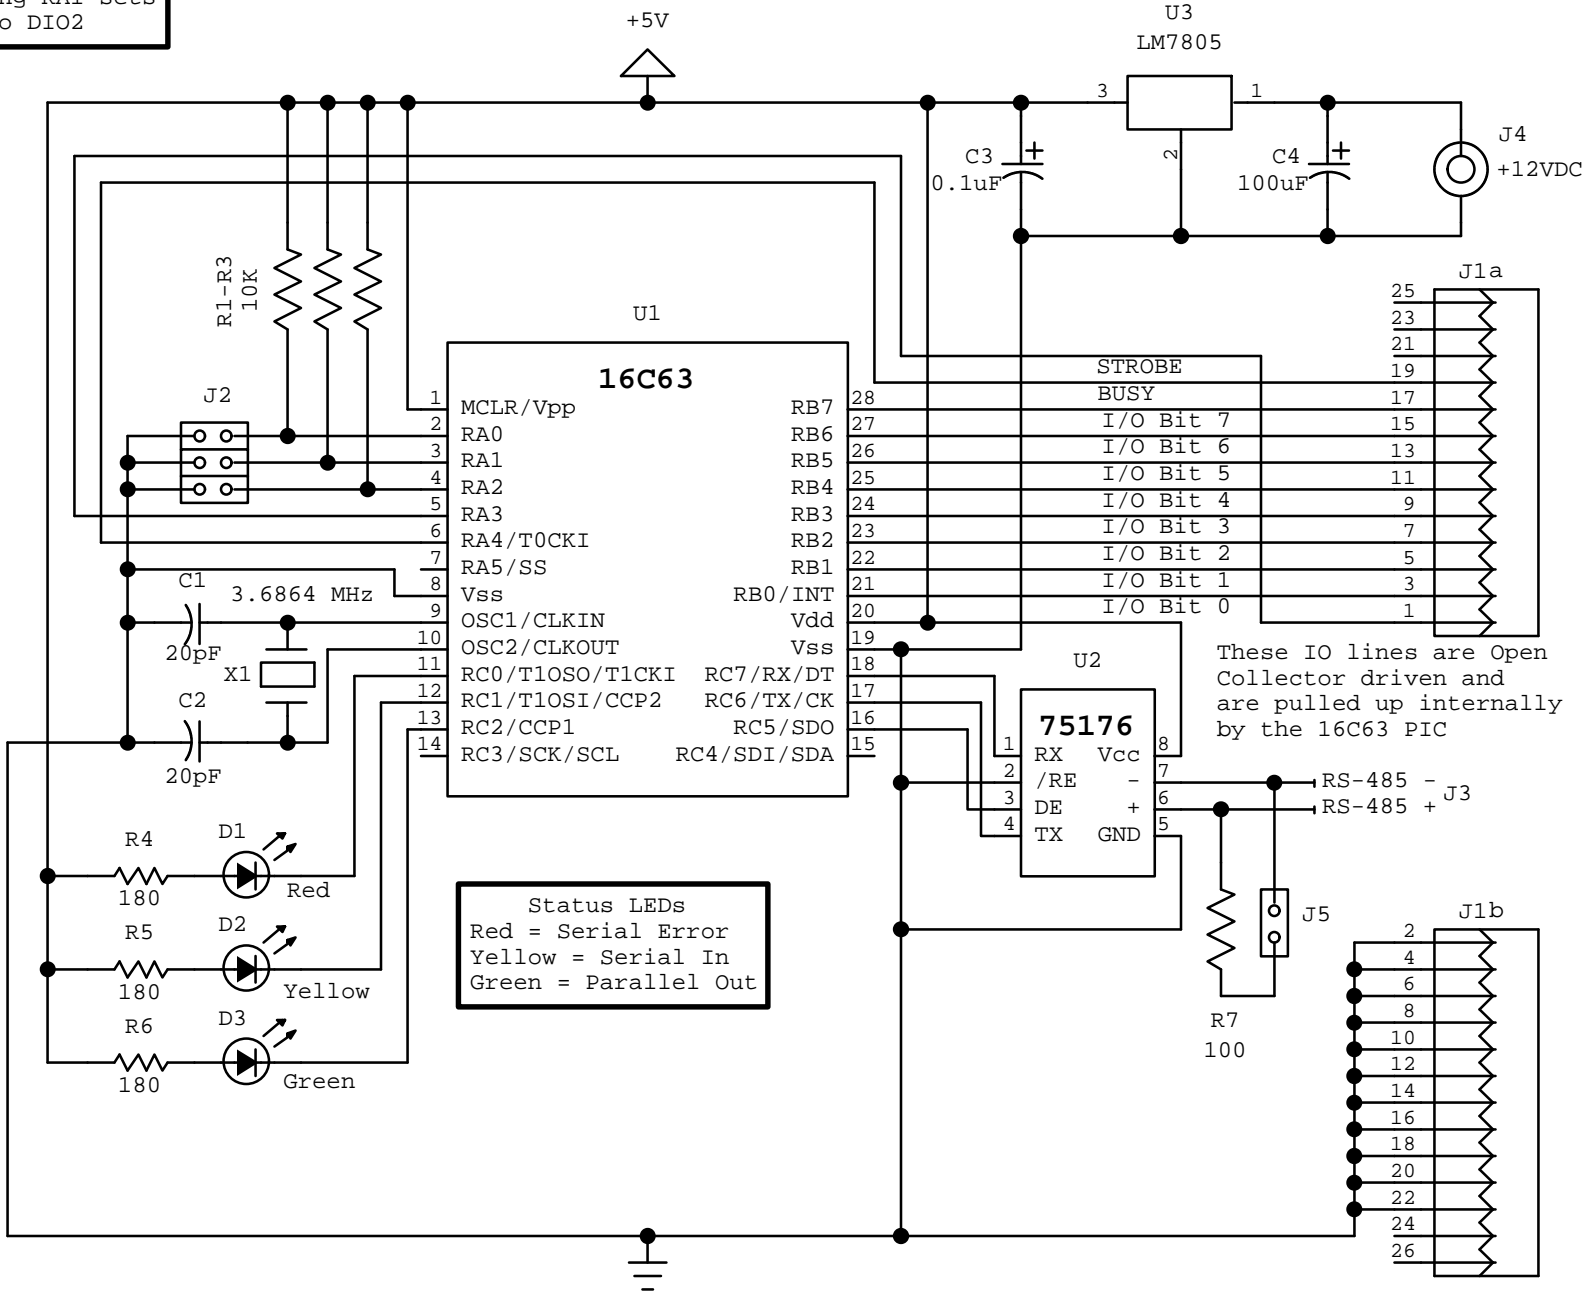 o DIO2
+5V
U3
LM7805
3
1
2
C3
0.1uF
C4
100uF
J4
+12VDC
R1-R3
10K
J2
U1
16C63
1 MCLR/Vpp
2 RA0
3 RA1
4 RA2
5 RA3
6 RA4/T0CKI
7 RA5/SS
8 Vss
9 OSC1/CLKIN
10 OSC2/CLKOUT
11 RC0/T1OSO/T1CKI
12 RC1/T1OSI/CCP2
13 RC2/CCP1
14 RC3/SCK/SCL
RB7 28
RB6 27
RB5 26
RB4 25
RB3 24
RB2 23
RB1 22
RB0/INT 21
Vdd 20
Vss 19
RC7/RX/DT 18
RC6/TX/CK 17
RC5/SDO 16
RC4/SDI/SDA 15
STROBE
BUSY
I/O Bit 7
I/O Bit 6
I/O Bit 5
I/O Bit 4
I/O Bit 3
I/O Bit 2
I/O Bit 1
I/O Bit 0
J1a
25
23
21
19
17
15
13
11
9
7
5
3
1
These IO lines are Open
Collector driven and
are pulled up internally
by the 16C63 PIC
C1
20pF
3.6864 MHz
X1
C2
20pF
U2
75176
1 RX
2 /RE
3 DE
4 TX
Vcc 8
- 7
+ 6
GND 5
RS-485 -
RS-485 +
J3
J5
R7
100
R4
180
D1
Red
R5
180
D2
Yellow
R6
180
D3
Green
Status LEDs
Red = Serial Error
Yellow = Serial In
Green = Parallel Out
J1b
2
4
6
8
10
12
14
16
18
20
22
24
26